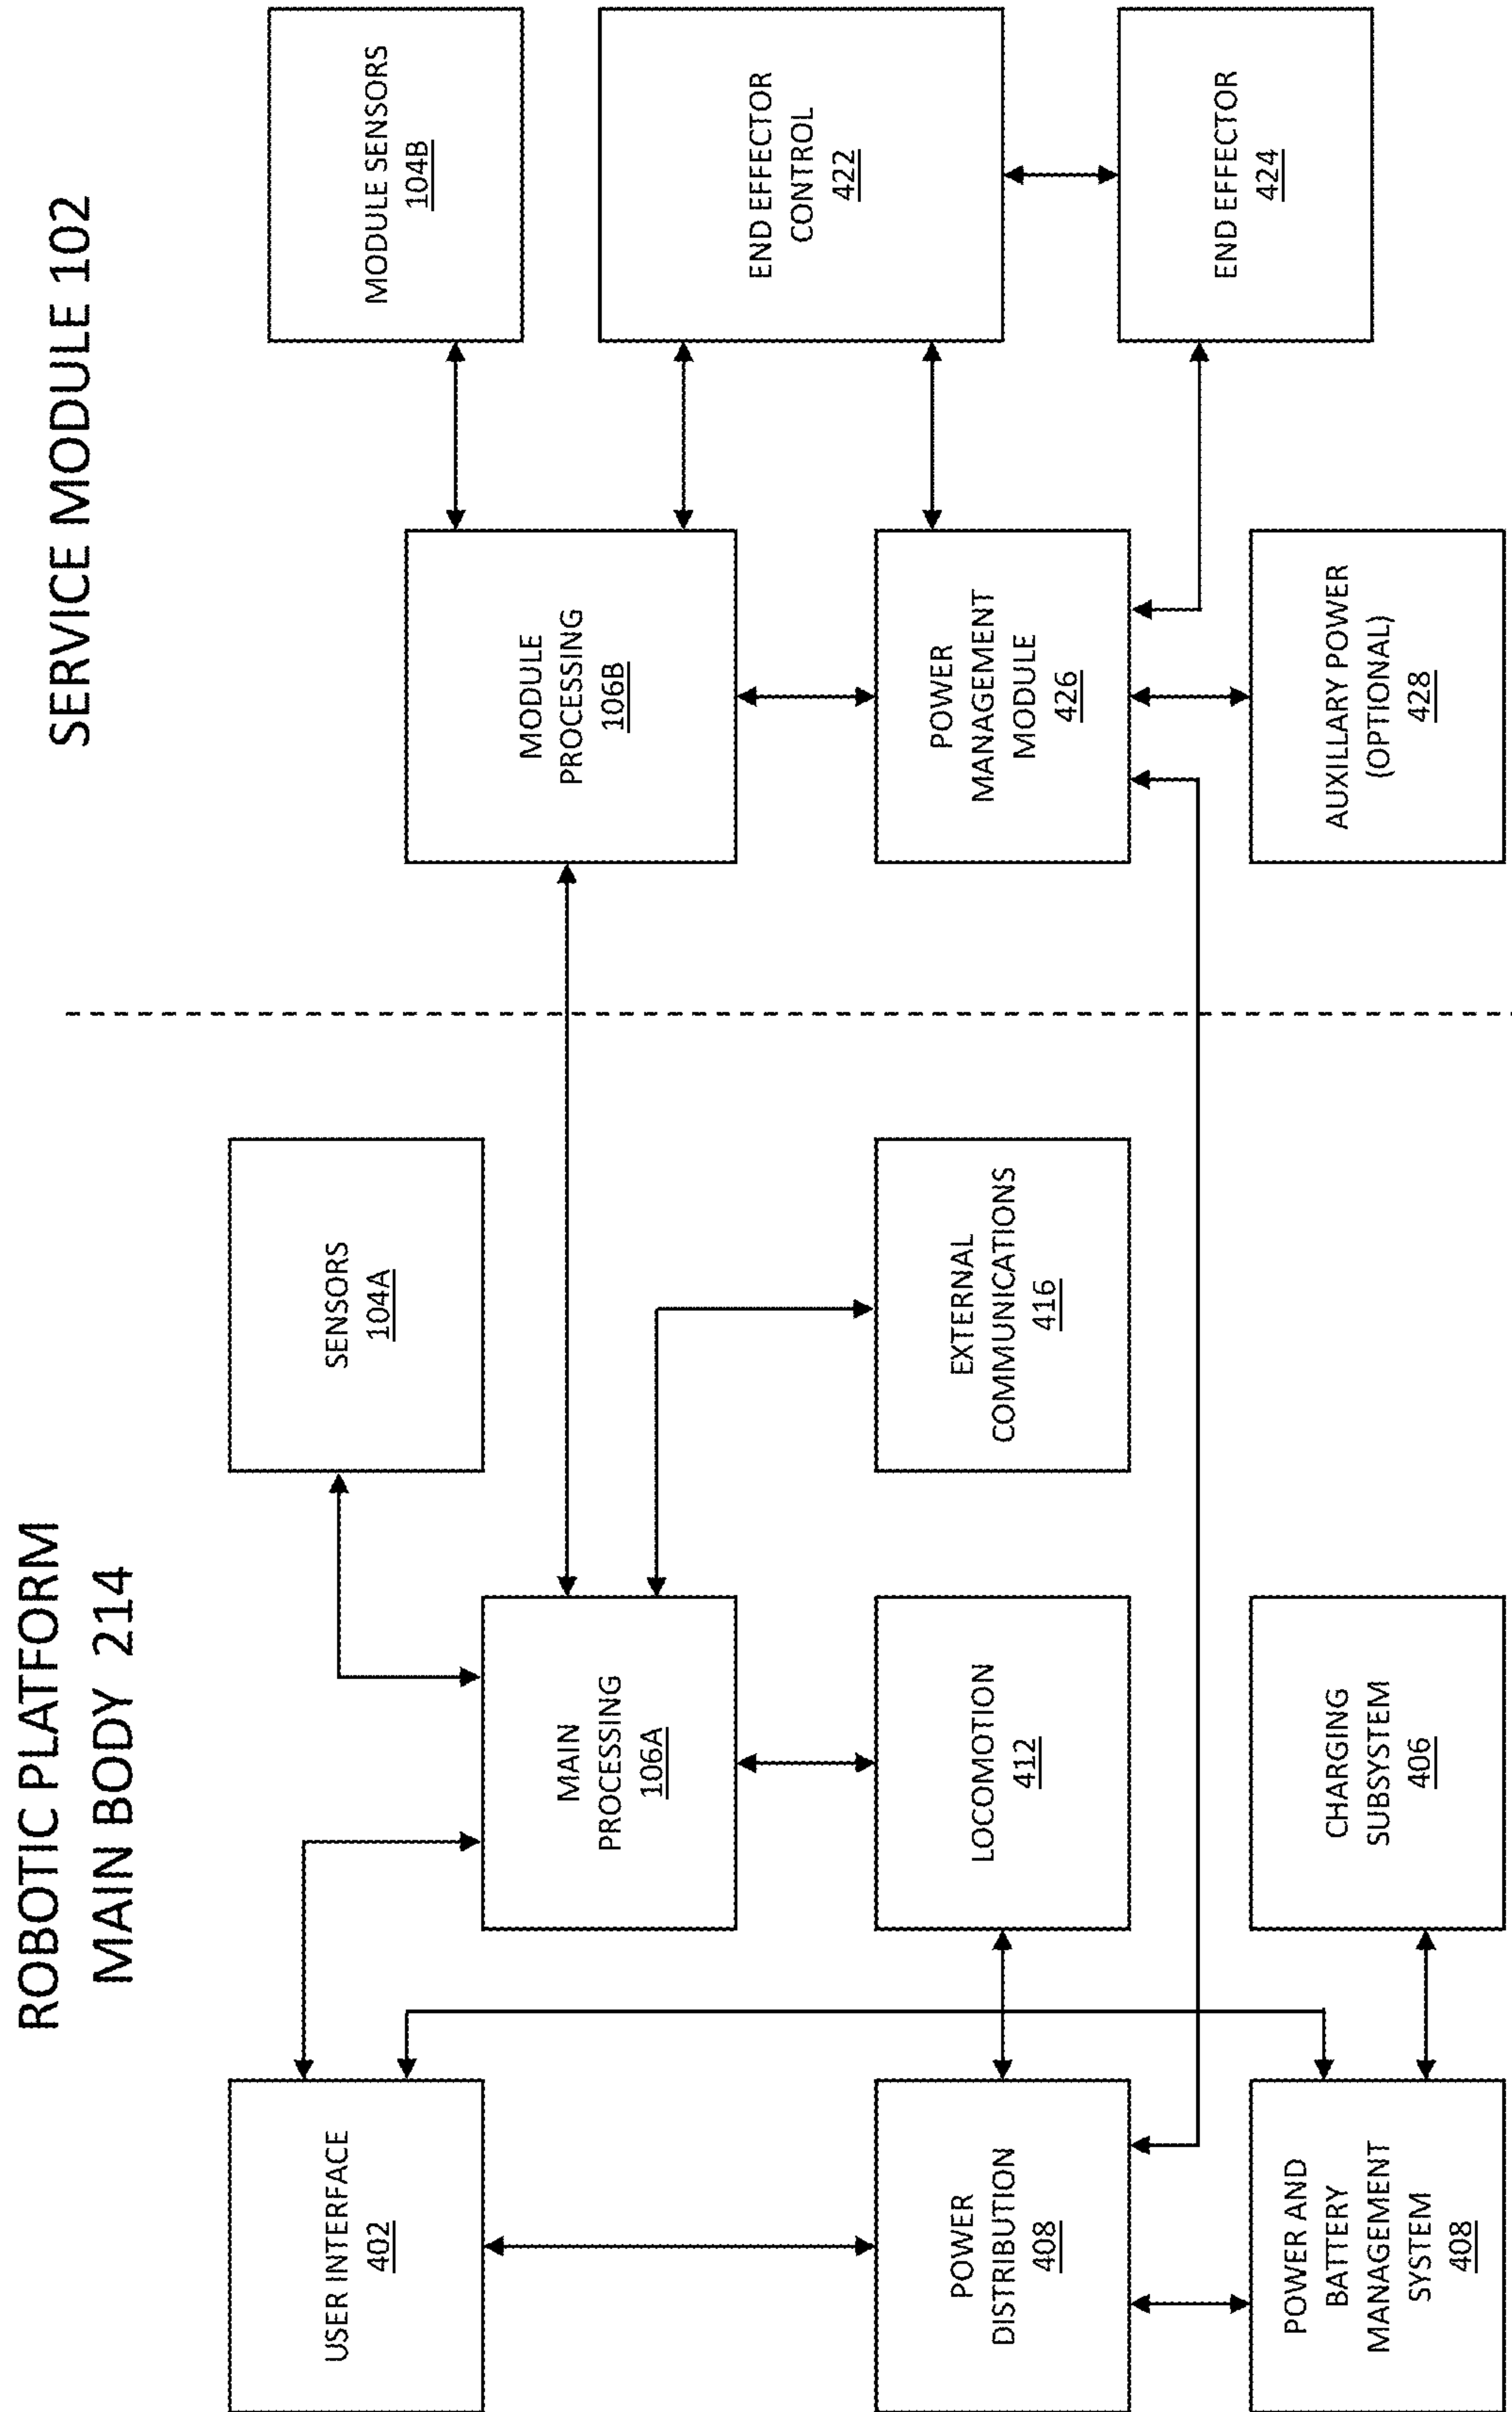 ROBOTIC PLATFORM
MAIN BODY 214
SERVICE MODULE 102
USER INTERFACE
402
SENSORS
104A
MODULE SENSORS
104B
MAIN
PROCESSING
106A
MODULE
PROCESSING
106B
END EFFECTOR
CONTROL
422
POWER
DISTRIBUTION
408
LOCOMOTION
412
EXTERNAL
COMMUNICATIONS
416
POWER
MANAGEMENT
MODULE
426
END EFFECTOR
424
POWER AND
BATTERY
MANAGEMENT
SYSTEM
408
CHARGING
SUBSYSTEM
406
AUXILLARY POWER
(OPTIONAL)
428